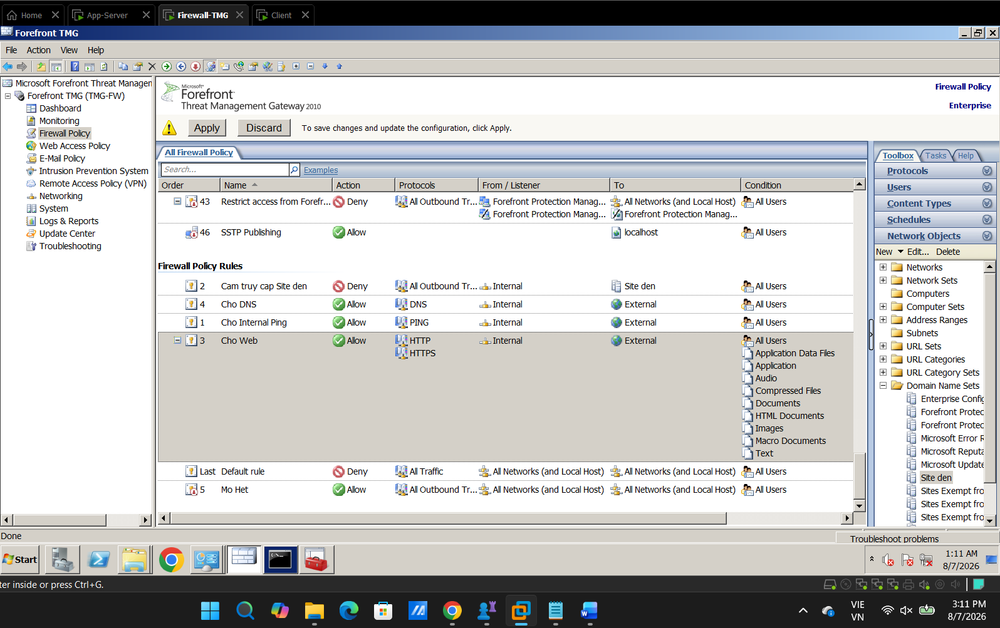 Home
App-Server
Firewall-TMG
Client
Forefront TMG
File Action View Help
Microsoft Forefront Threat Manager
Forefront TMG (TMG-FW)
Dashboard
Monitoring
Firewall Policy
Web Access Policy
E-Mail Policy
Intrusion Prevention System
Remote Access Policy (VPN)
Networking
System
Logs & Reports
Update Center
Troubleshooting
Microsoft
Forefront
Threat Management Gateway 2010
Firewall Policy
Enterprise
Apply Discard To save changes and update the configuration, click Apply.
All Firewall Policy
Search... Examples
Order Name Action Protocols From / Listener To Condition
43 Restrict access from Forefr... Deny All Outbound Tr... Forefront Protection Manag... All Networks (and Local Host) All Users
Forefront Protection Manag... Forefront Protection Manag...
46 SSTP Publishing Allow localhost All Users
Firewall Policy Rules
2 Cam truy cap Site den Deny All Outbound Tr... Internal Site den All Users
4 Cho DNS Allow DNS Internal External All Users
1 Cho Internal Ping Allow PING Internal External All Users
3 Cho Web Allow HTTP Internal External All Users
HTTPS Application Data Files
Application
Audio
Compressed Files
Documents
HTML Documents
Images
Macro Documents
Text
Last Default rule Deny All Traffic All Networks (and Local Host) All Networks (and Local Host) All Users
5 Mo Het Allow All Outbound Tr... All Networks (and Local Host) All Networks (and Local Host) All Users
Toolbox Tasks Help
Protocols
Users
Content Types
Schedules
Network Objects
New Edit... Delete
Networks
Network Sets
Computers
Computer Sets
Address Ranges
Subnets
URL Sets
URL Categories
URL Category Sets
Domain Name Sets
Enterprise Config
Forefront Protec
Forefront Protec
Microsoft Error R
Microsoft Reputa
Microsoft Update
Site den
Sites Exempt fro
Sites Exempt fro
Sites Exempt fro
Done
Troubleshoot problems
Start
1:11 AM
8/7/2026
ter inside or press Ctrl+G.
VIE
VN
3:11 PM
8/7/2026